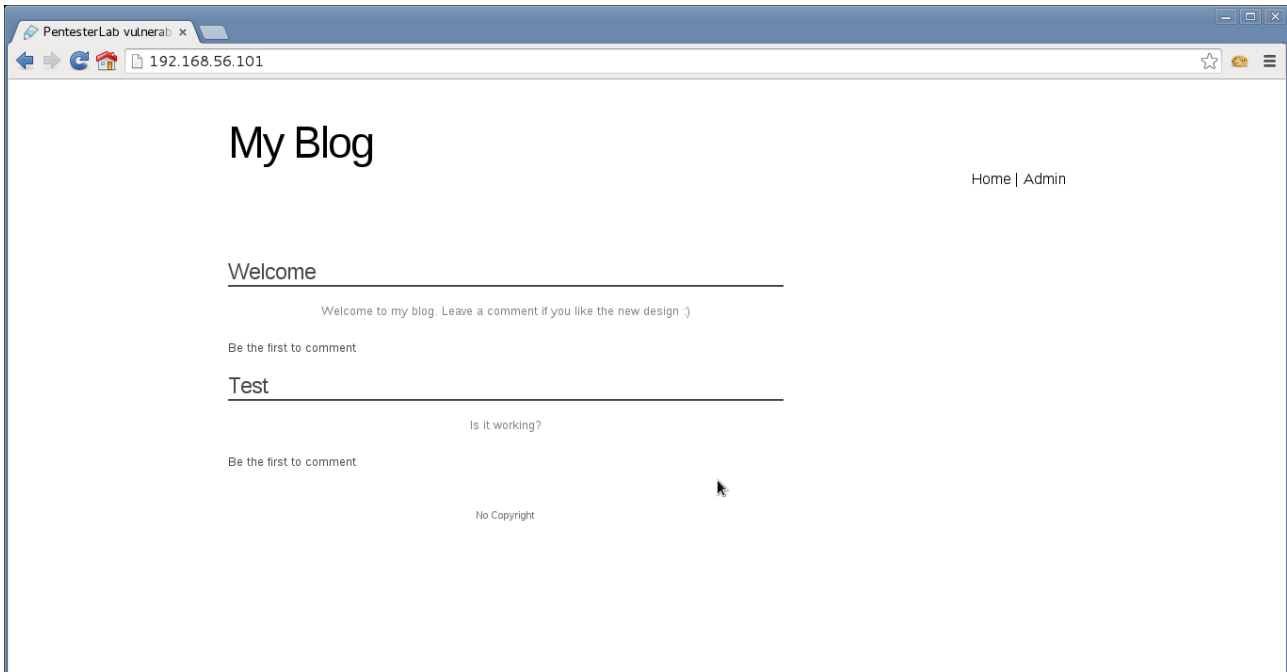 PentesterLab vulnerab
192.168.56.101
My Blog
Home | Admin
Welcome
Welcome to my blog. Leave a comment if you like the new design :)
Be the first to comment
Test
Is it working?
Be the first to comment
No Copyright